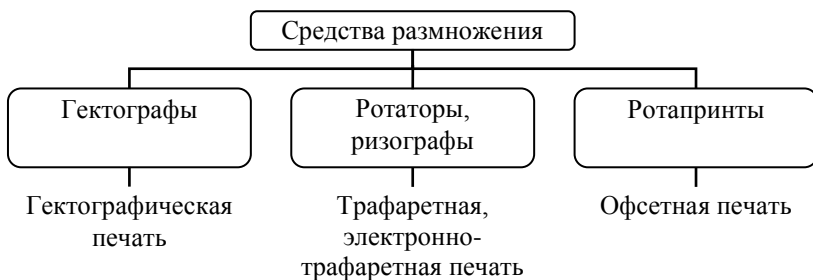 Средства размножения
Гектографы
Ротаторы,
ризографы
Ротапринты
Гектографическая
печать
Трафаретная,
электронно-
трафаретная печать
Офсетная печать